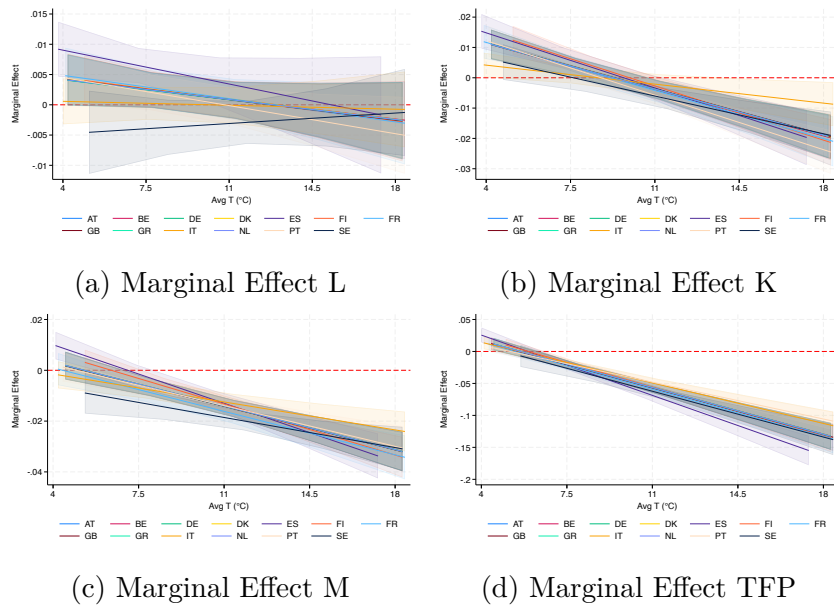 .01
.005
0
-.005
-.01
Marginal Effect
4 7.5 11 14.5 18
Avg T (°C)
AT BE DE DK ES FI FR
GB GR IT NL PT SE
(a) Marginal Effect L
.02
.01
0
-.01
-.02
-.03
Marginal Effect
4 7.5 11 14.5 18
Avg T (°C)
AT BE DE DK ES FI FR
GB GR IT NL PT SE
(b) Marginal Effect K
.02
0
-.02
-.04
Marginal Effect
4 7.5 11 14.5 18
Avg T (°C)
AT BE DE DK ES FI FR
GB GR IT NL PT SE
(c) Marginal Effect M
.05
0
-.05
-.1
-.15
-.2
Marginal Effect
4 7.5 11 14.5 18
Avg T (°C)
AT BE DE DK ES FI FR
GB GR IT NL PT SE
(d) Marginal Effect TFP